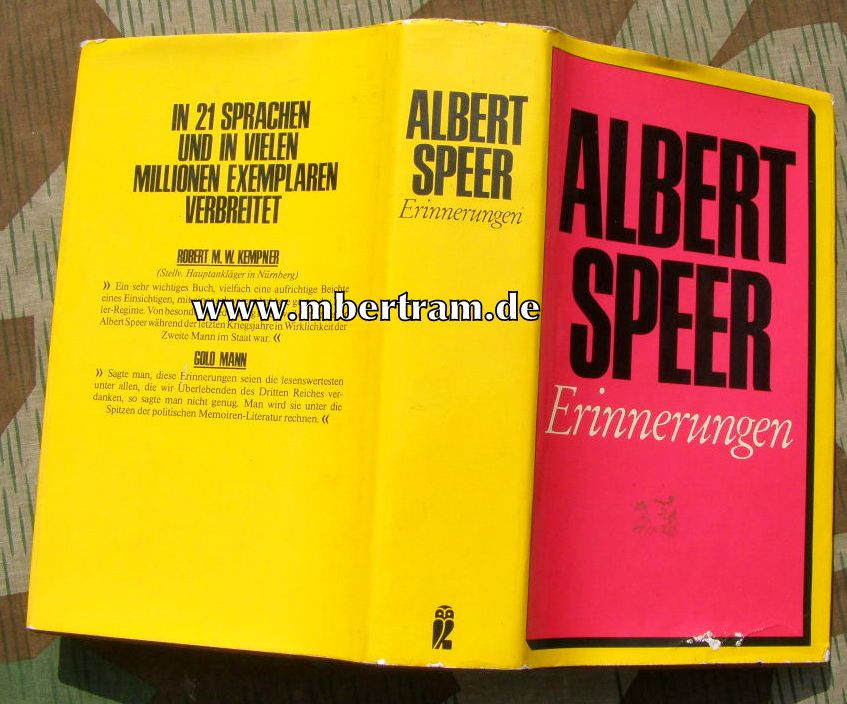 IN 21 SPRACHEN
UND IN VIELEN
MILLIONEN EXEMPLAREN
VERBREITET
ROBERT M. W. KEMPNER
(Stellv. Hauptankläger in Nürnberg)
» Ein sehr wichtiges Buch, vielfach eine aufrichtige Beichte
eines Einsichtigen, mit
ler-Regime. Von besond
Albert Speer während der letzten Kriegsjahre in Wirklichkeit der
Zweite Mann im Staat war. «
GOLO MANN
» Sagte man, diese Erinnerungen seien die lesenswertesten
unter allen, die wir Überlebenden des Dritten Reiches ver-
danken, so sagte man nicht genug. Man wird sie unter die
Spitzen der politischen Memoiren-Literatur rechnen. «
ALBERT
SPEER
Erinnerungen
ALBERT
SPEER
Erinnerungen
www.mbertram.de